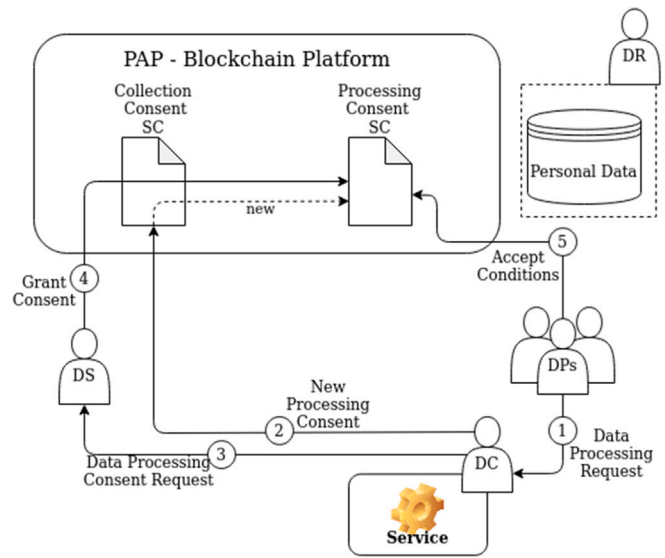 PAP - Blockchain Platform
DR
Collection
Consent
SC
Processing
Consent
SC
Personal Data
new
5
Accept
Conditions
4
Grant
Consent
DS
DPs
New
Processing
Consent
2
1
Data
Processing
Request
3
Data Processing
Consent Request
DC
Service